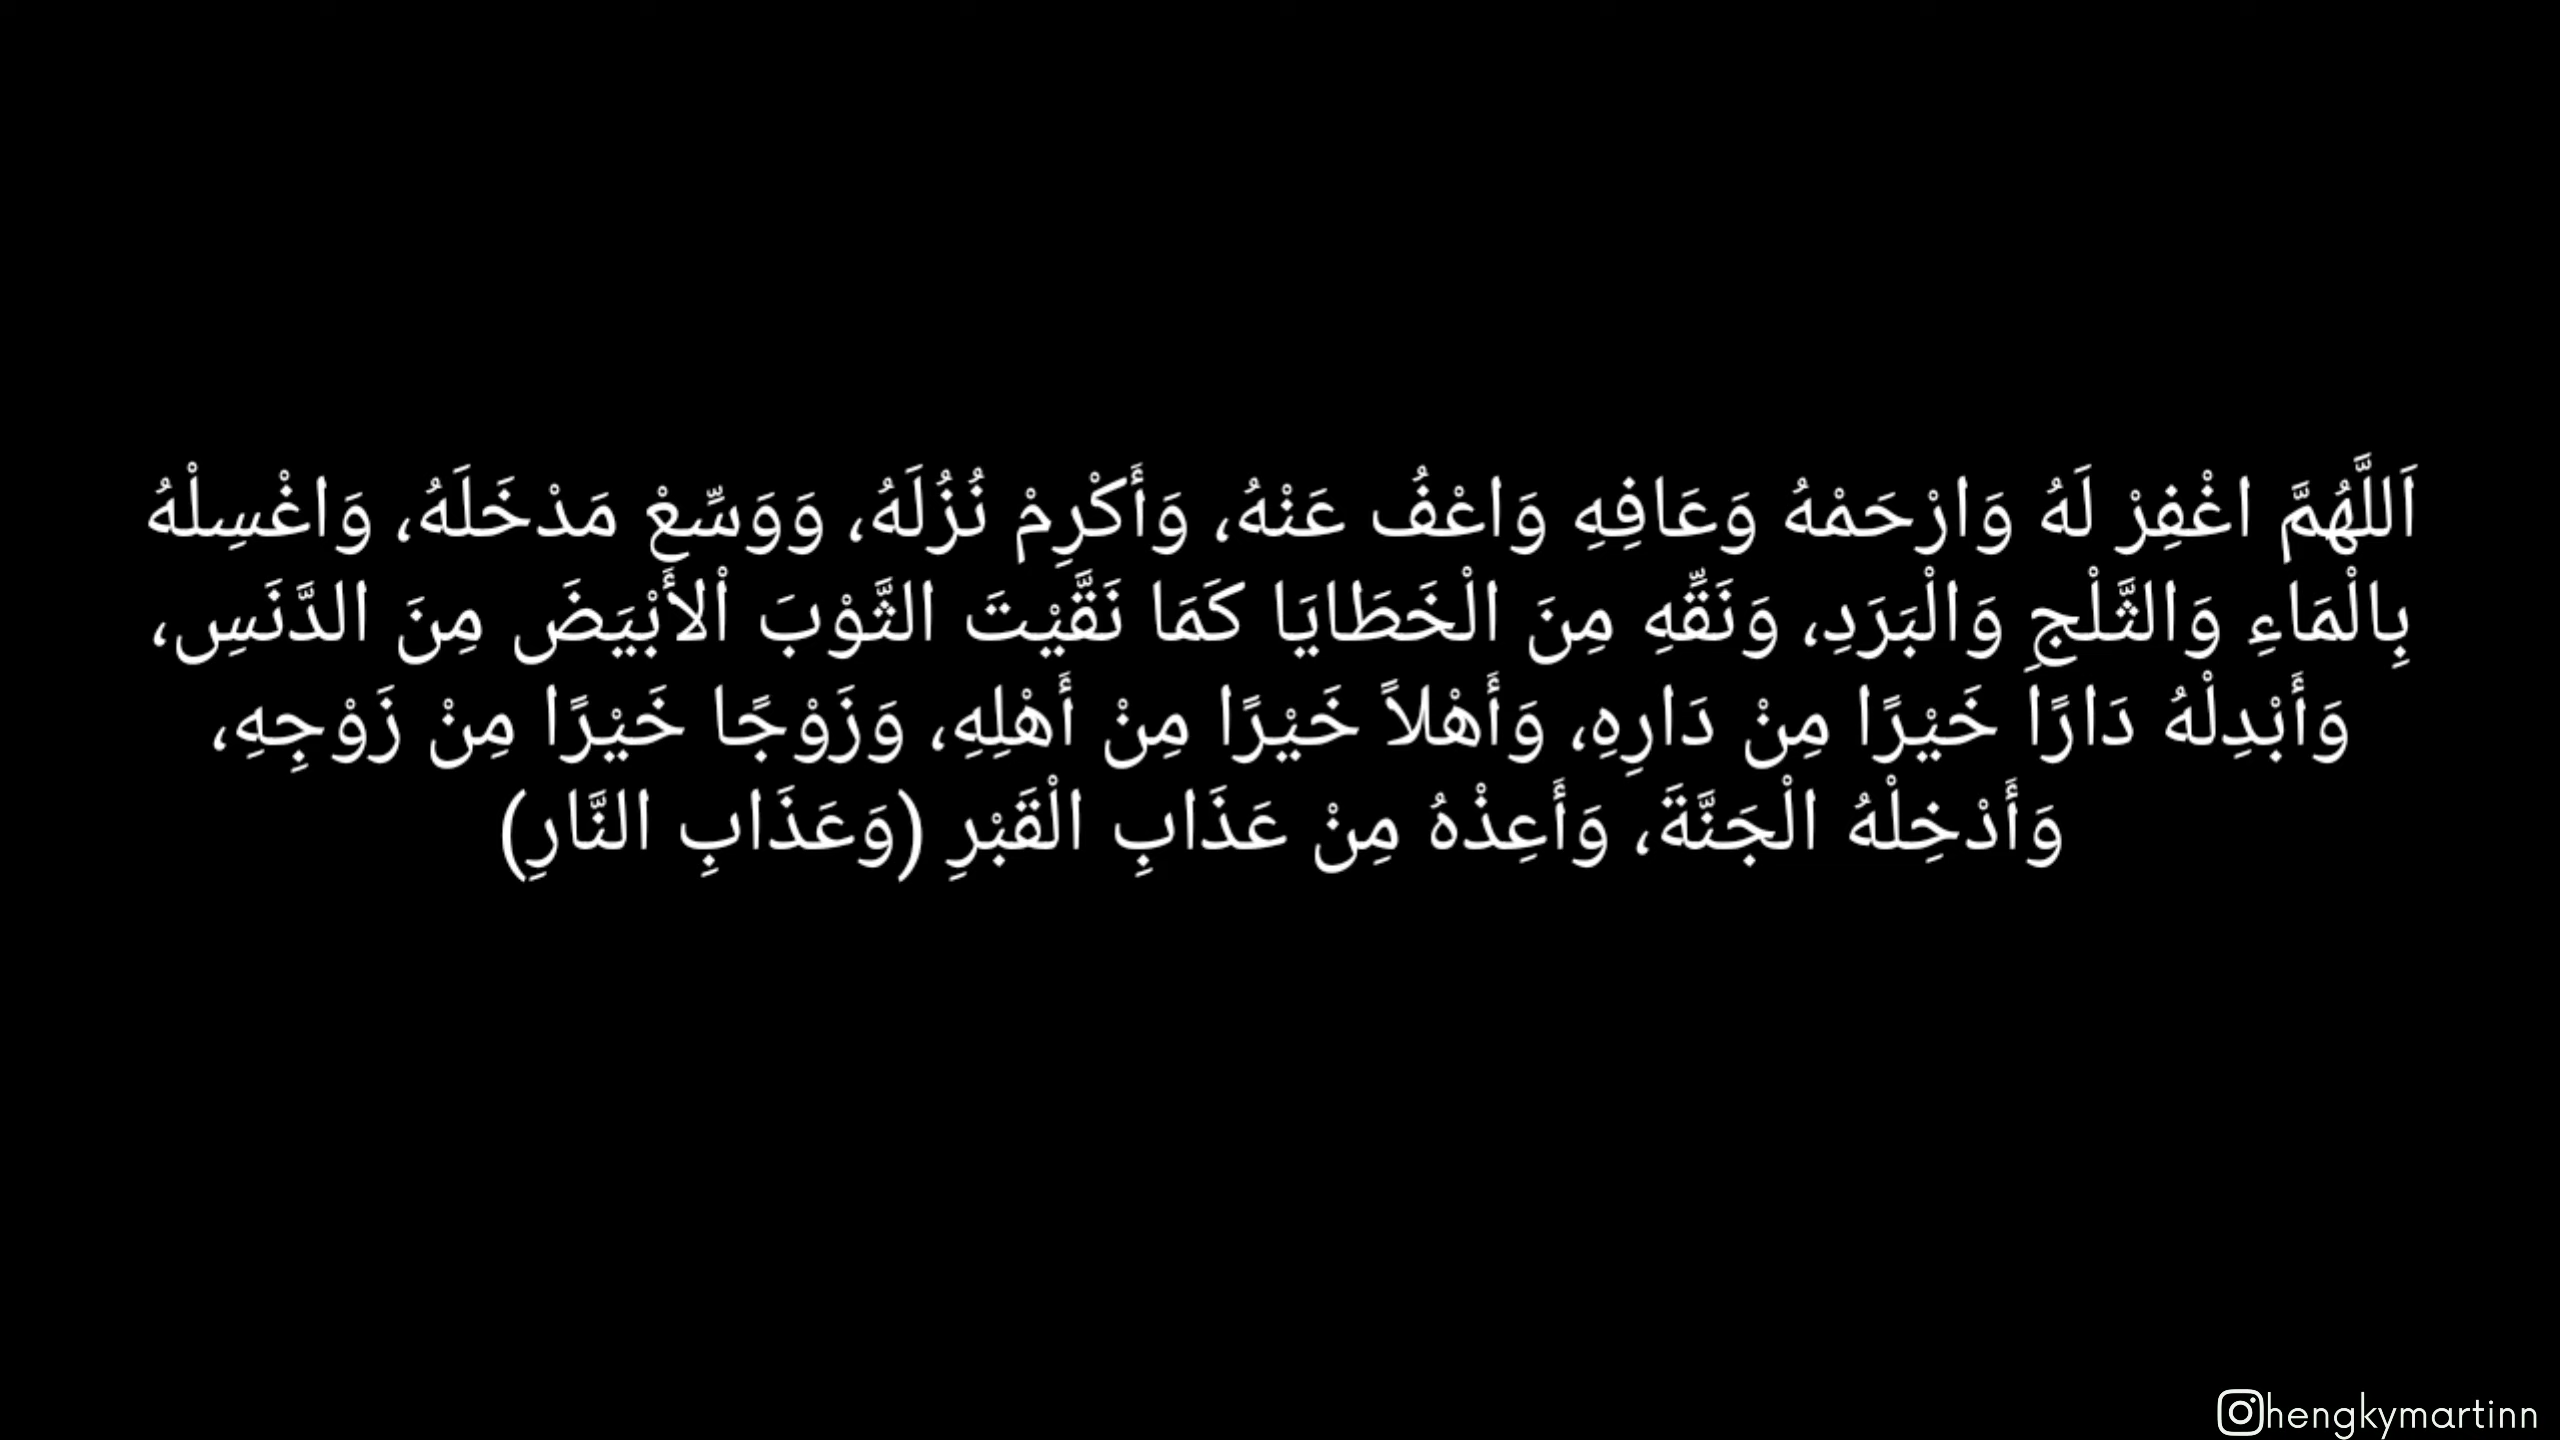 اَللَّهُمَّ اغْفِرْ لَهُ وَارْحَمْهُ وَعَافِهِ وَاعْفُ عَنْهُ، وَأَكْرِمْ نُزُلَهُ، وَوَسِّعْ مَدْخَلَهُ، وَاغْسِلْهُ
بِالْمَاءِ وَالثَّلْجِ وَالْبَرَدِ، وَنَقِّهِ مِنَ الْخَطَايَا كَمَا نَقَّيْتَ الثَّوْبَ اْلأَبْيَضَ مِنَ الدَّنَسِ،
وَأَبْدِلْهُ دَارًا خَيْرًا مِنْ دَارِهِ، وَأَهْلاً خَيْرًا مِنْ أَهْلِهِ، وَزَوْجًا خَيْرًا مِنْ زَوْجِهِ،
وَأَدْخِلْهُ الْجَنَّةَ، وَأَعِذْهُ مِنْ عَذَابِ الْقَبْرِ (وَعَذَابِ النَّارِ)
hengkymartinn